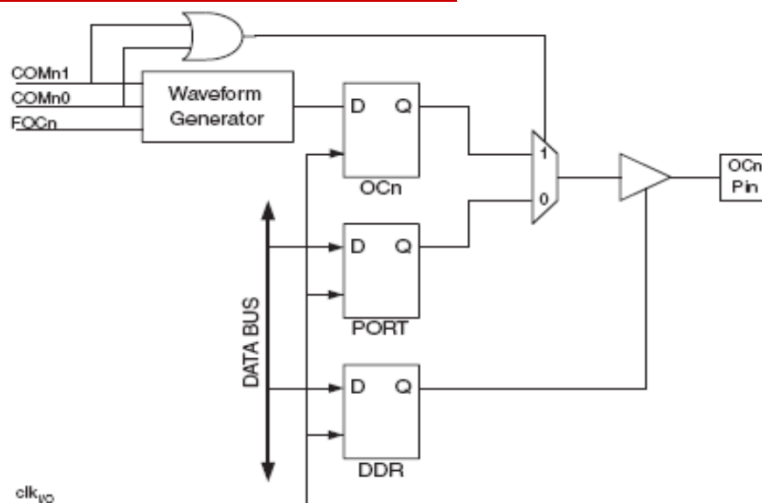 COMn1
COMn0
FOCn
Waveform
Generator
D Q
OCn
1
0
OCn
Pin
D Q
PORT
DATA BUS
D Q
DDR
clkI/O